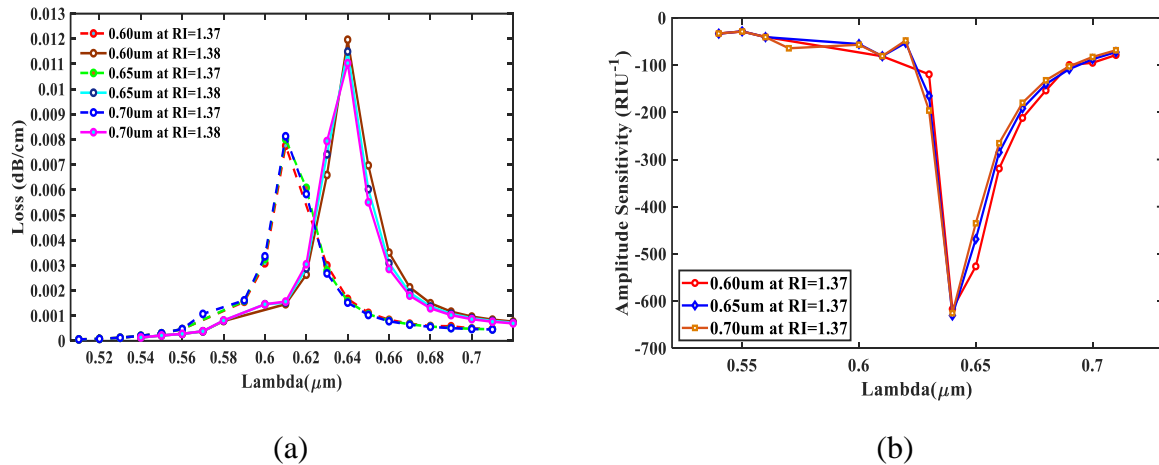 0.013
0.012
0.011
0.01
0.009
0.008
0.007
0.006
0.005
0.004
0.003
0.002
0.001
0
Loss (dB/cm)
0.60um at RI=1.37
0.60um at RI=1.38
0.65um at RI=1.37
0.65um at RI=1.38
0.70um at RI=1.37
0.70um at RI=1.38
0.52 0.54 0.56 0.58 0.6 0.62 0.64 0.66 0.68 0.7
Lambda(μm)
(a)
0
-100
-200
-300
-400
-500
-600
-700
Amplitude Sensitivity (RIU-1)
0.60um at RI=1.37
0.65um at RI=1.37
0.70um at RI=1.37
0.55 0.6 0.65 0.7
Lambda(μm)
(b)